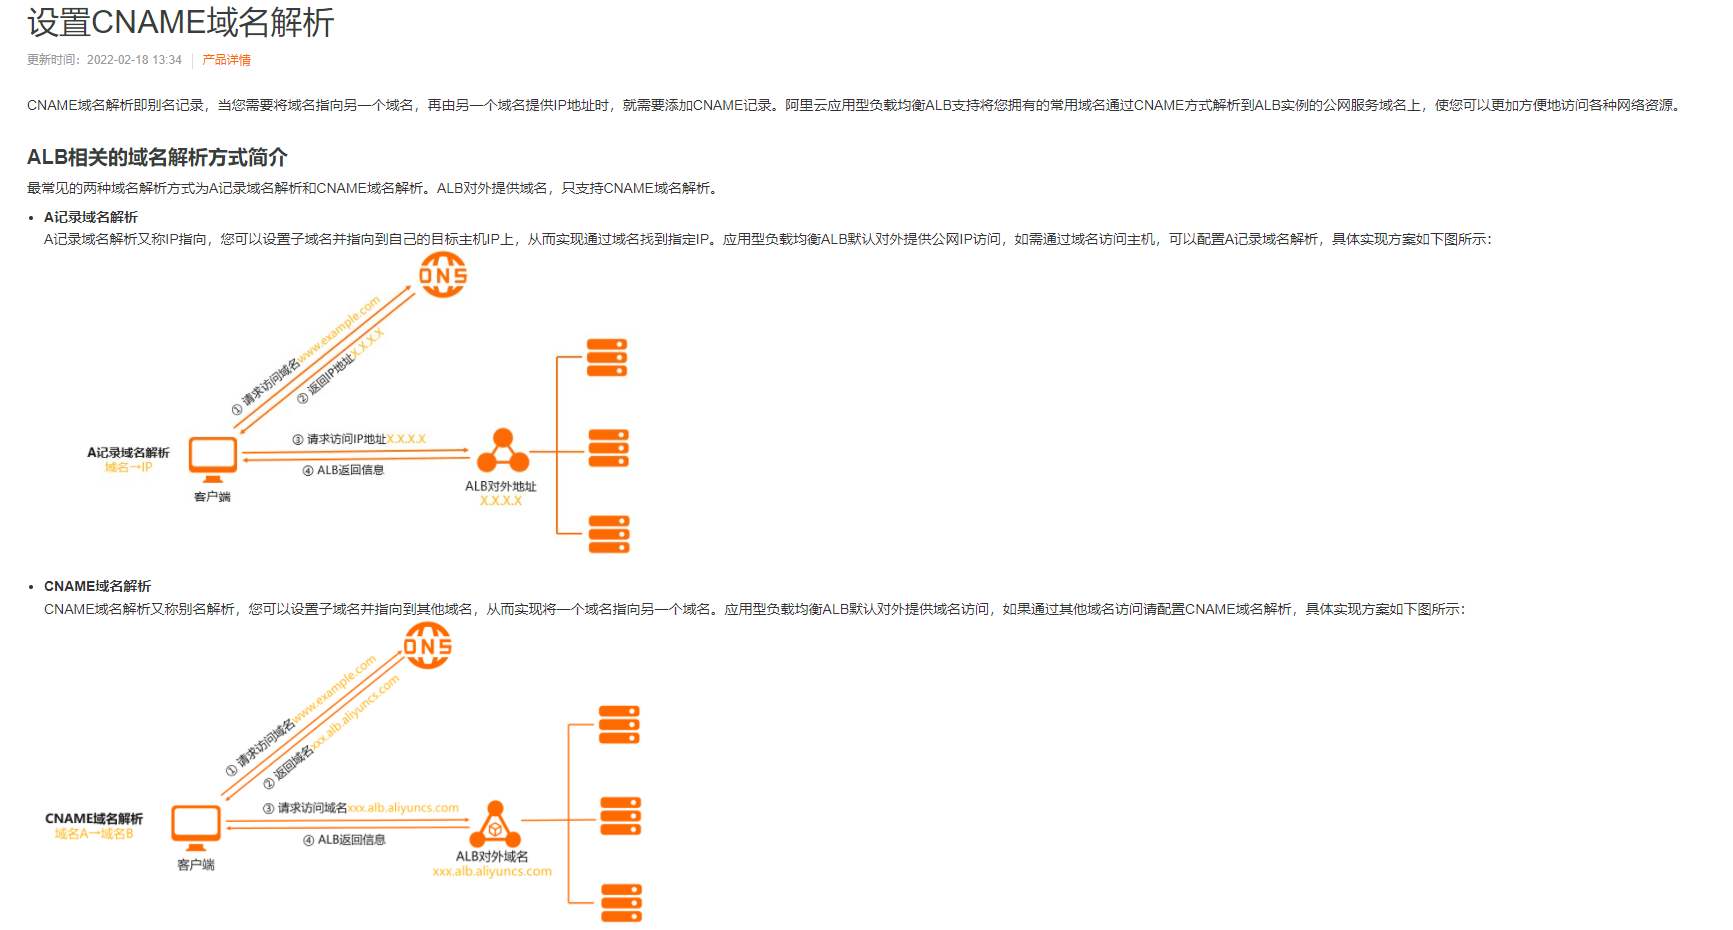 设置CNAME域名解析
更新时间：2022-02-18 13:34 产品详情
CNAME域名解析即别名记录，当您需要将域名指向另一个域名，再由另一个域名提供IP地址时，就需要添加CNAME记录。阿里云应用型负载均衡ALB支持将您拥有的常用域名通过CNAME方式解析到ALB实例的公网服务域名上，使您可以更加方便地访问各种网络资源。
ALB相关的域名解析方式简介
最常见的两种域名解析方式为A记录域名解析和CNAME域名解析。ALB对外提供域名，只支持CNAME域名解析。
• A记录域名解析
A记录域名解析又称IP指向，您可以设置子域名并指向到自己的目标主机IP上，从而实现通过域名找到指定IP。应用型负载均衡ALB默认对外提供公网IP访问，如需通过域名访问主机，可以配置A记录域名解析，具体实现方案如下图所示：
DNS
① 请求访问域名www.example.com
② 返回IP地址X.X.X.X
③ 请求访问IP地址X.X.X.X
A记录域名解析
域名→IP
④ ALB返回信息
ALB对外地址
客户端
X.X.X.X
• CNAME域名解析
CNAME域名解析又称别名解析，您可以设置子域名并指向到其他域名，从而实现将一个域名指向另一个域名。应用型负载均衡ALB默认对外提供域名访问，如果通过其他域名访问请配置CNAME域名解析，具体实现方案如下图所示：
DNS
① 请求访问域名www.example.com
② 返回域名xxx.alb.aliyuncs.com
③ 请求访问域名xxx.alb.aliyuncs.com
CNAME域名解析
域名A→域名B
④ ALB返回信息
ALB对外域名
客户端
xxx.alb.aliyuncs.com